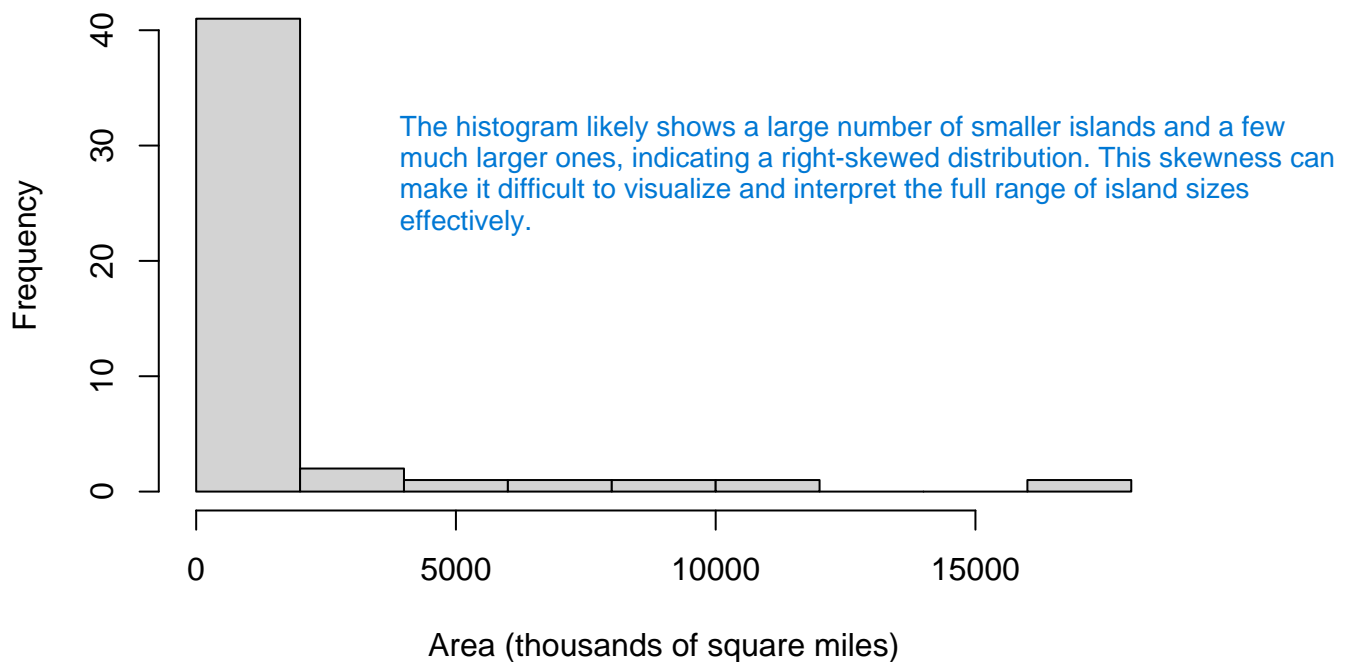 40
30
20
10
0
Frequency
The histogram likely shows a large number of smaller islands and a few
much larger ones, indicating a right-skewed distribution. This skewness can
make it difficult to visualize and interpret the full range of island sizes
effectively.
0 5000 10000 15000
Area (thousands of square miles)